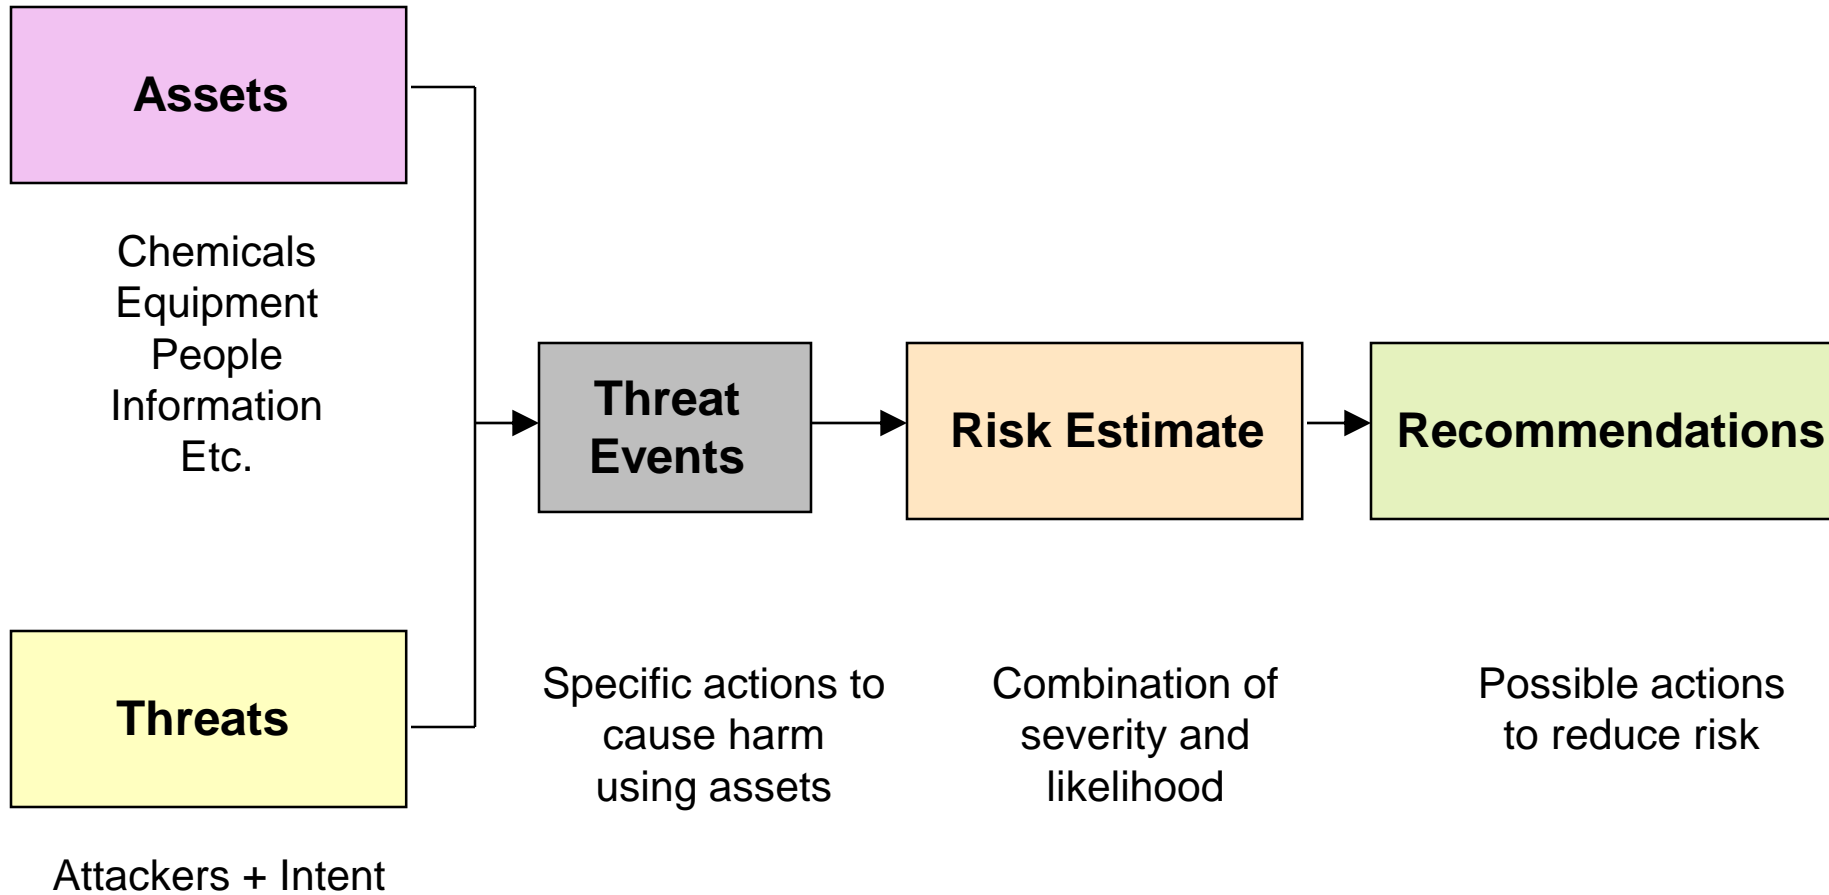 Assets
Chemicals
Equipment
People
Information
Etc.
Threats
Attackers + Intent
Threat
Events
Specific actions to
cause harm
using assets
Risk Estimate
Combination of
severity and
likelihood
Recommendations
Possible actions
to reduce risk